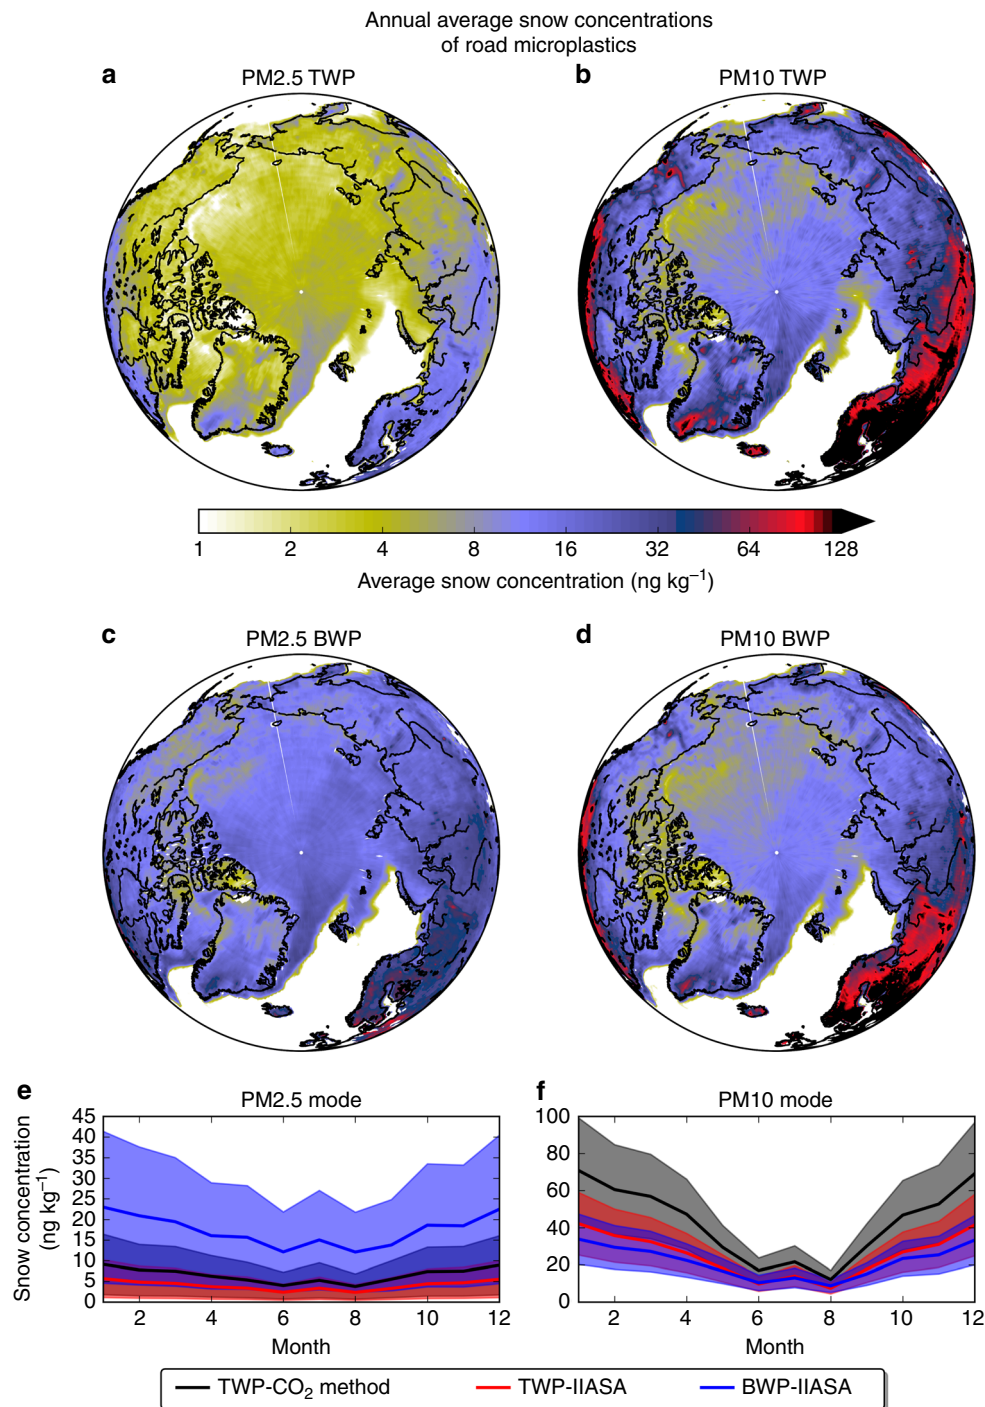 Annual average snow concentrations
of road microplastics
a
PM2.5 TWP
b
PM10 TWP
1 2 4 8 16 32 64 128
Average snow concentration (ng kg⁻¹)
c
PM2.5 BWP
d
PM10 BWP
e
PM2.5 mode
Snow concentration
(ng kg⁻¹)
45
40
35
30
25
20
15
10
5
0
2 4 6 8 10 12
Month
f
PM10 mode
100
80
60
40
20
0
2 4 6 8 10 12
Month
TWP-CO₂ method TWP-IIASA BWP-IIASA